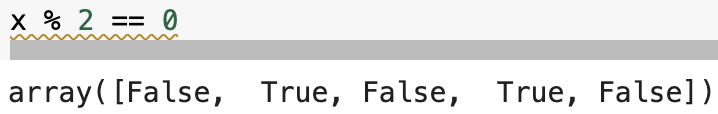 x % 2 == 0
array([False,  True, False,  True, False])